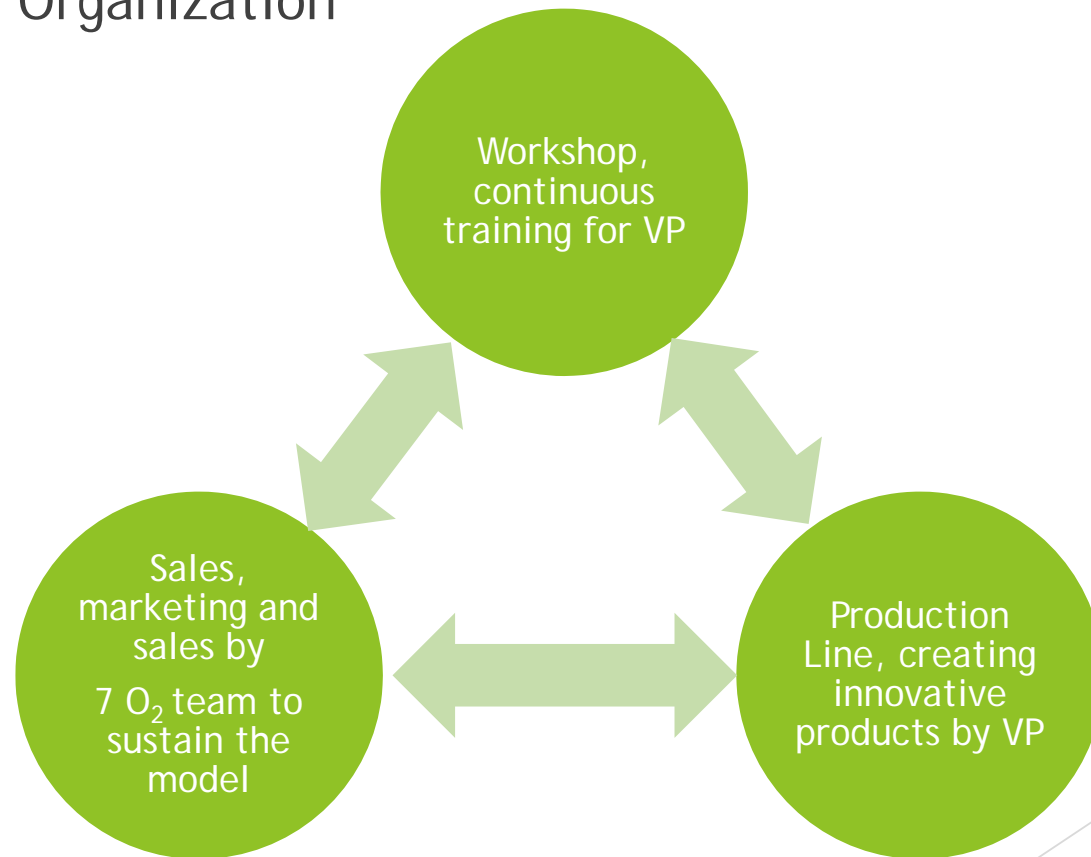 Organization
Workshop,
continuous
training for VP
Sales,
marketing and
sales by
7 O₂ team to
sustain the
model
Production
Line, creating
innovative
products by VP